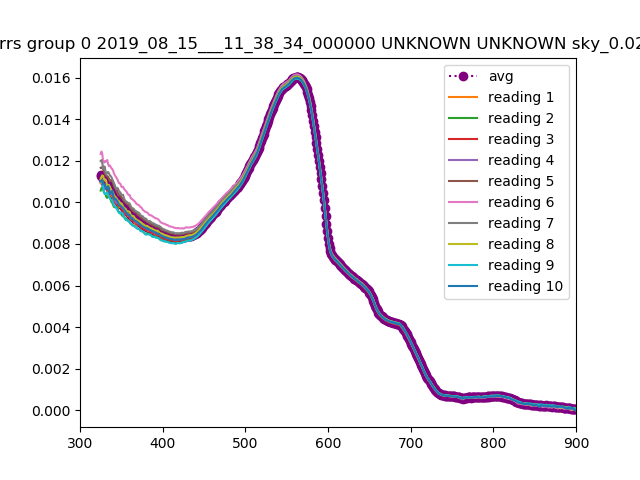 rrs group 0 2019_08_15___11_38_34_000000 UNKNOWN UNKNOWN sky_0.02
avg
reading 1
reading 2
reading 3
reading 4
reading 5
reading 6
reading 7
reading 8
reading 9
reading 10
0.016
0.014
0.012
0.010
0.008
0.006
0.004
0.002
0.000
300 400 500 600 700 800 900